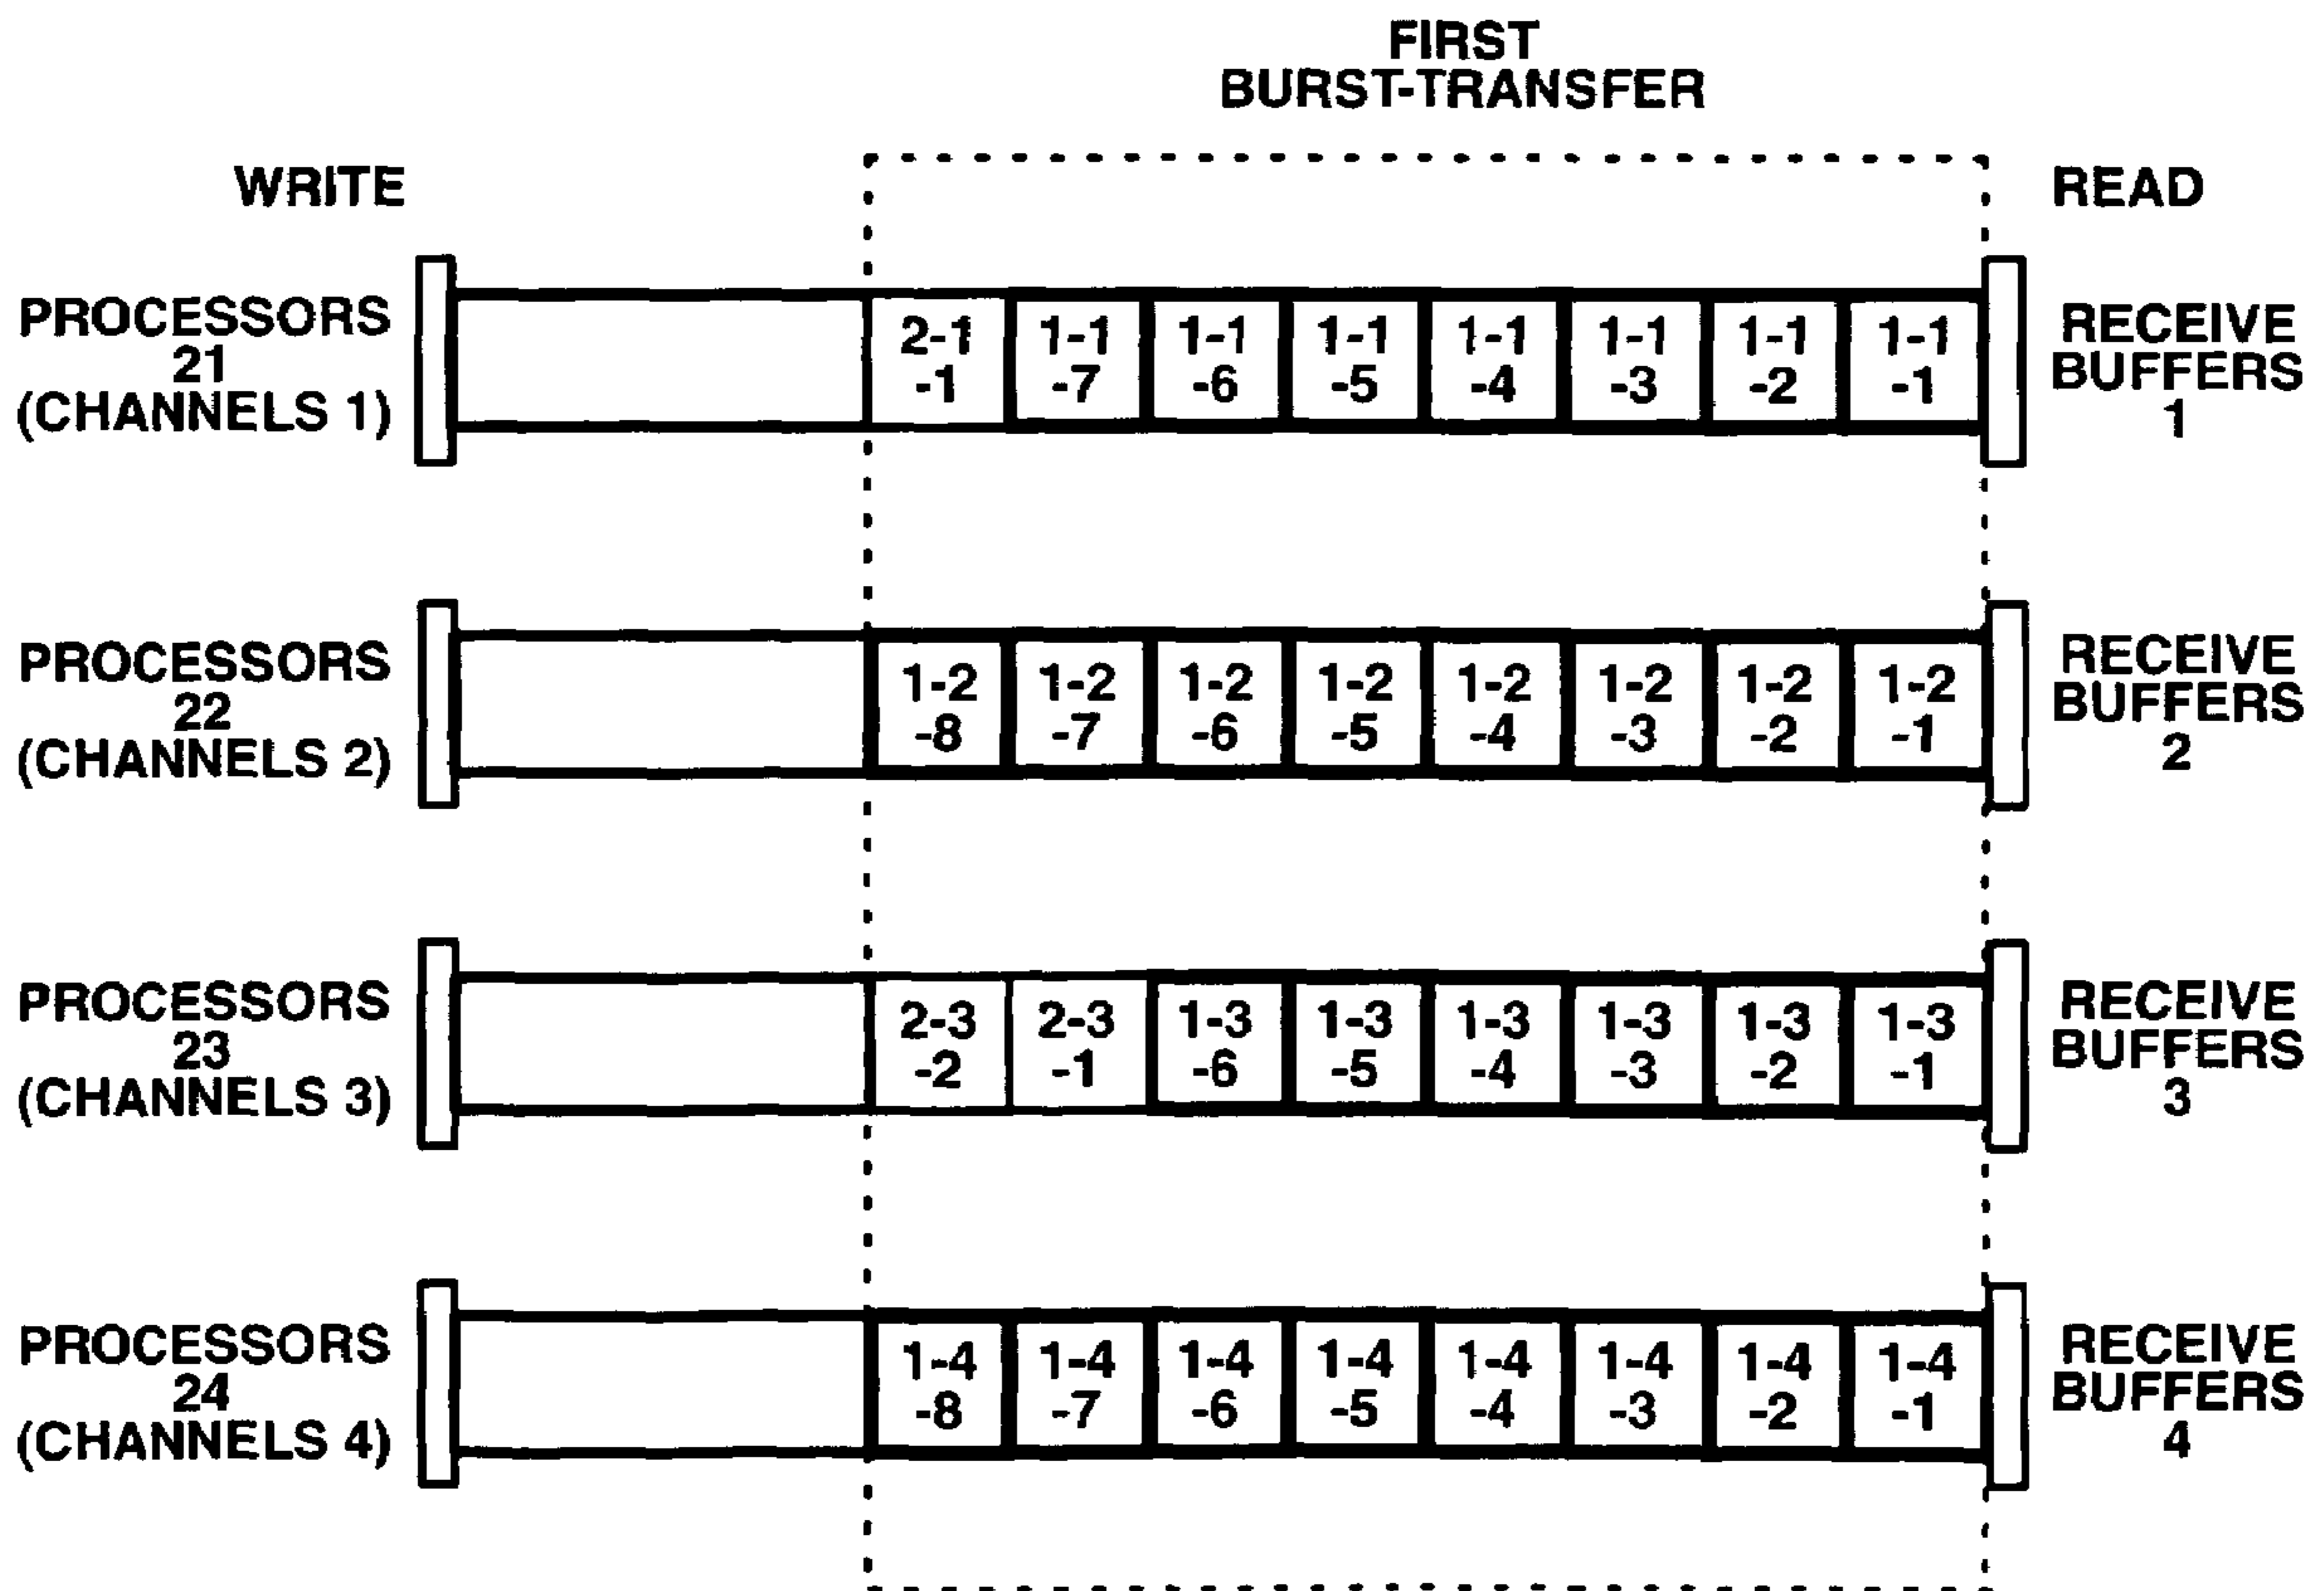 FIRST
BURST-TRANSFER
WRITE
READ
PROCESSORS
21
(CHANNELS 1)
2-1 1-1 1-1 1-1 1-1 1-1 1-1 1-1
-1 -7 -6 -5 -4 -3 -2 -1
RECEIVE
BUFFERS
1
PROCESSORS
22
(CHANNELS 2)
1-2 1-2 1-2 1-2 1-2 1-2 1-2 1-2
-8 -7 -6 -5 -4 -3 -2 -1
RECEIVE
BUFFERS
2
PROCESSORS
23
(CHANNELS 3)
2-3 2-3 1-3 1-3 1-3 1-3 1-3 1-3
-2 -1 -6 -5 -4 -3 -2 -1
RECEIVE
BUFFERS
3
PROCESSORS
24
(CHANNELS 4)
1-4 1-4 1-4 1-4 1-4 1-4 1-4 1-4
-8 -7 -6 -5 -4 -3 -2 -1
RECEIVE
BUFFERS
4